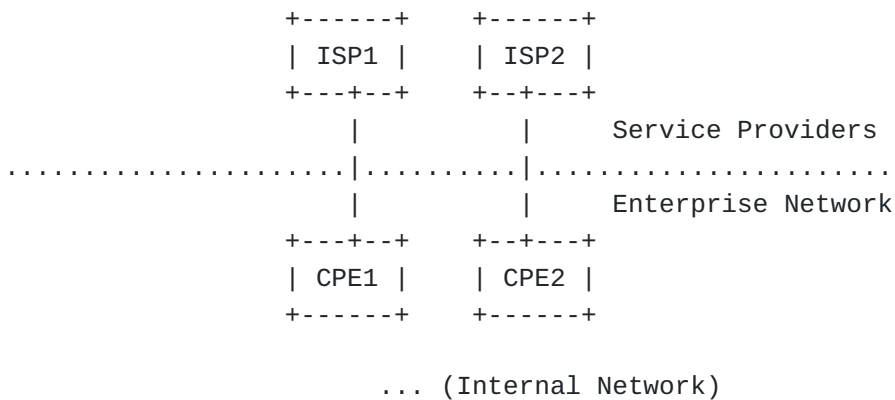 +------+    +------+
| ISP1 |    | ISP2 |
+---+--+    +--+---+
|          |     Service Providers
......................|..........|.......................
|          |     Enterprise Network
+---+--+    +--+---+
| CPE1 |    | CPE2 |
+------+    +------+
... (Internal Network)